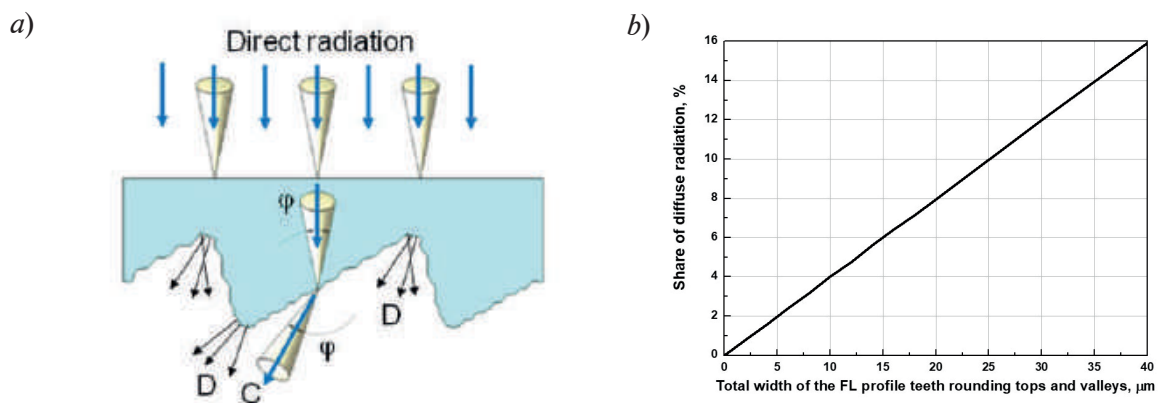 a)
Direct radiation
φ
φ
D
D
C
b)
Share of diffuse radiation, %
16
14
12
10
8
6
4
2
0
0 5 10 15 20 25 30 35 40
Total width of the FL profile teeth rounding tops and valleys, μm